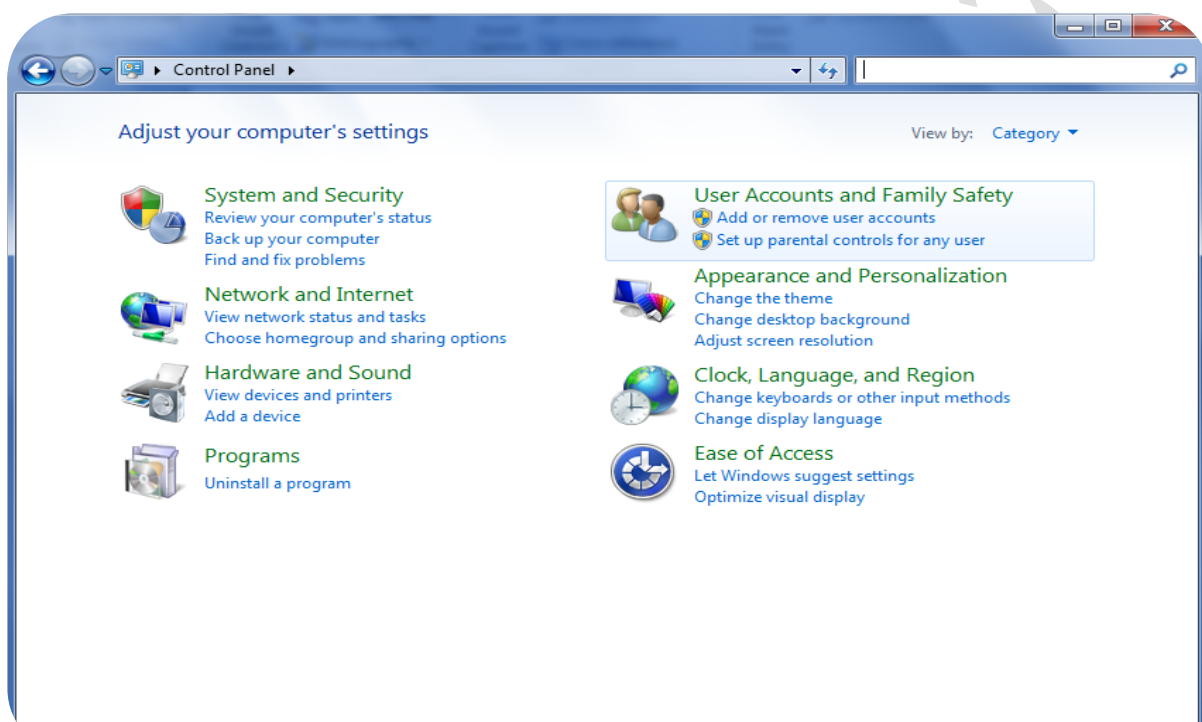 Control Panel
Adjust your computer's settings
View by: Category
System and Security
Review your computer's status
Back up your computer
Find and fix problems
Network and Internet
View network status and tasks
Choose homegroup and sharing options
Hardware and Sound
View devices and printers
Add a device
Programs
Uninstall a program
User Accounts and Family Safety
Add or remove user accounts
Set up parental controls for any user
Appearance and Personalization
Change the theme
Change desktop background
Adjust screen resolution
Clock, Language, and Region
Change keyboards or other input methods
Change display language
Ease of Access
Let Windows suggest settings
Optimize visual display